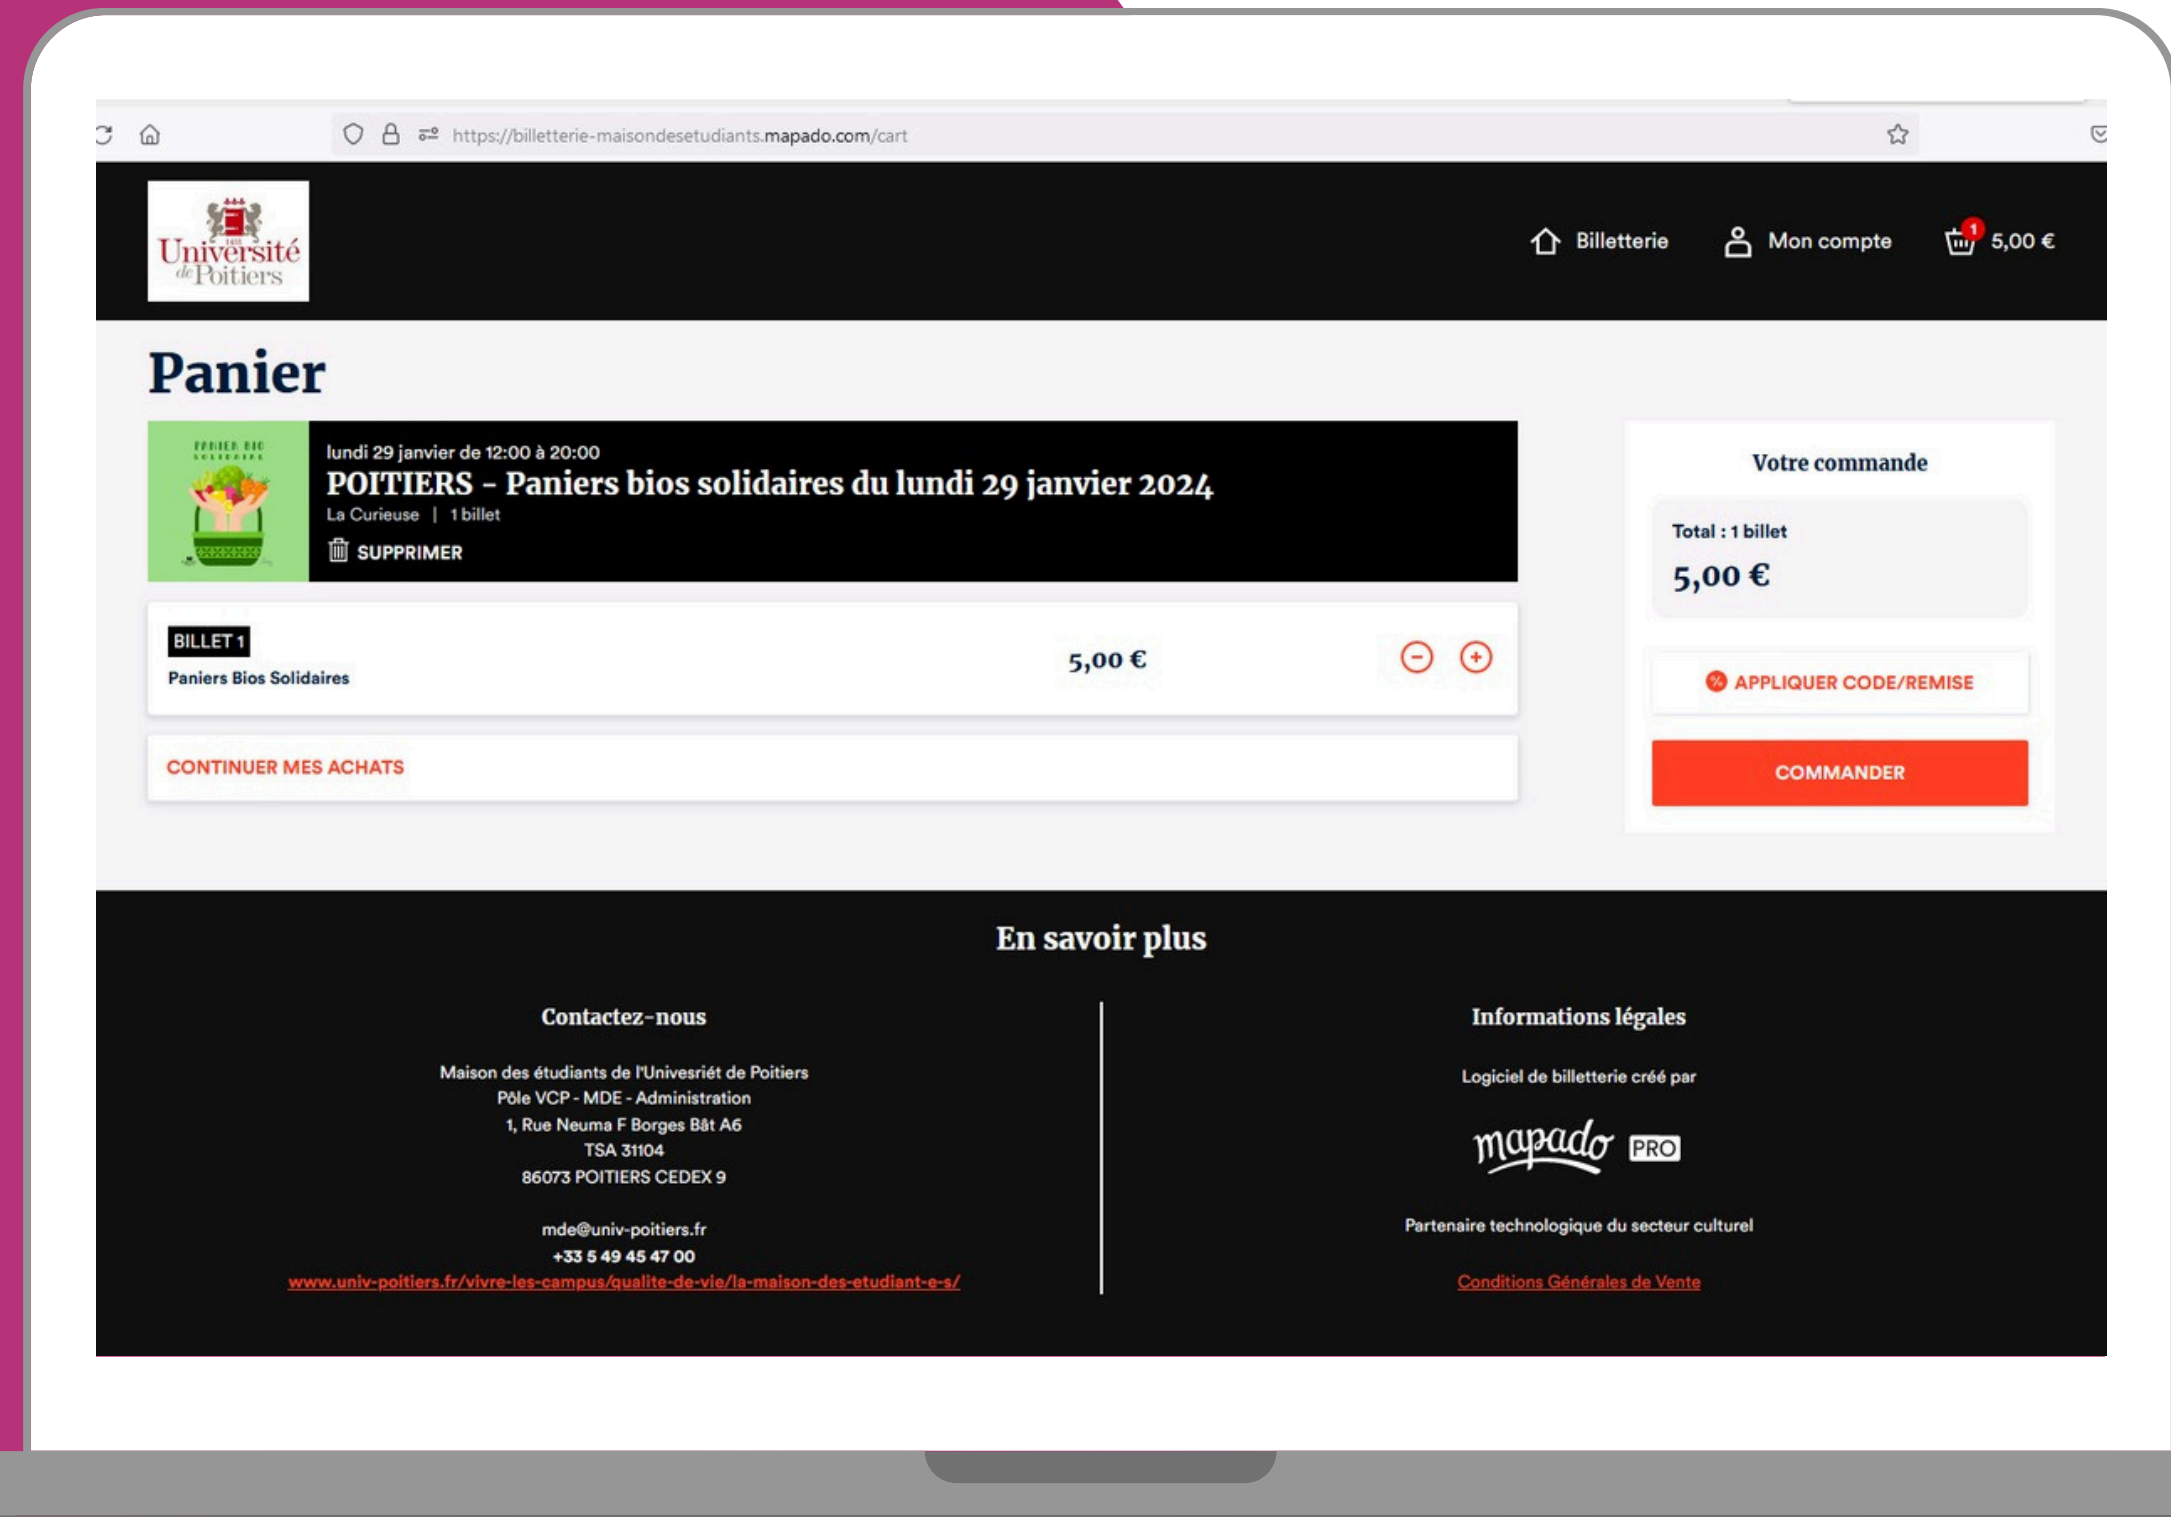 https://billetterie-maisondesetudiants.mapado.com/cart
1431
Université
de Poitiers
Billetterie
Mon compte
1
5,00 €
Panier
PANIER BIO
SOLIDAIRE
lundi 29 janvier de 12:00 à 20:00
POITIERS - Paniers bios solidaires du lundi 29 janvier 2024
La Curieuse | 1 billet
SUPPRIMER
BILLET 1
Paniers Bios Solidaires
5,00 €
CONTINUER MES ACHATS
Votre commande
Total : 1 billet
5,00 €
% APPLIQUER CODE/REMISE
COMMANDER
En savoir plus
Contactez-nous
Maison des étudiants de l'Univesriét de Poitiers
Pôle VCP - MDE - Administration
1, Rue Neuma F Borges Bât A6
TSA 31104
86073 POITIERS CEDEX 9
mde@univ-poitiers.fr
+33 5 49 45 47 00
www.univ-poitiers.fr/vivre-les-campus/qualite-de-vie/la-maison-des-etudiant-e-s/
Informations légales
Logiciel de billetterie créé par
mapado PRO
Partenaire technologique du secteur culturel
Conditions Générales de Vente